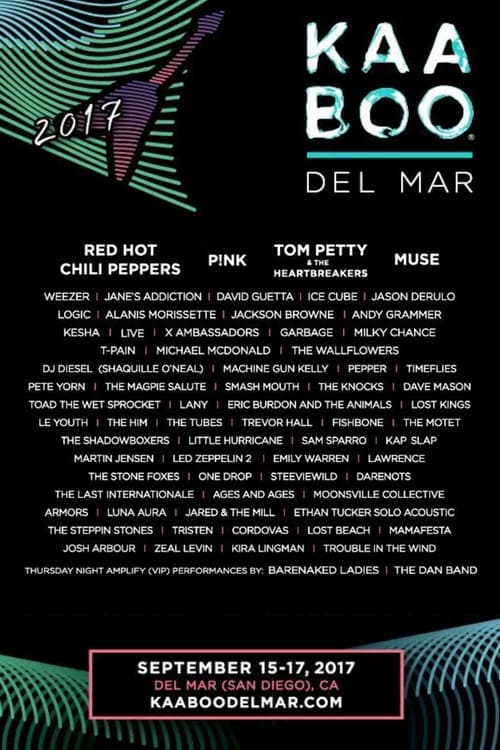 2017
KAA
BOO®
DEL MAR
RED HOT
CHILI PEPPERS
P!NK
TOM PETTY
& THE
HEARTBREAKERS
MUSE
WEEZER | JANE'S ADDICTION | DAVID GUETTA | ICE CUBE | JASON DERULO
LOGIC | ALANIS MORISSETTE | JACKSON BROWNE | ANDY GRAMMER
KESHA | LIVE | X AMBASSADORS | GARBAGE | MILKY CHANCE
T-PAIN | MICHAEL MCDONALD | THE WALLFLOWERS
DJ DIESEL (SHAQUILLE O'NEAL) | MACHINE GUN KELLY | PEPPER | TIMEFLIES
PETE YORN | THE MAGPIE SALUTE | SMASH MOUTH | THE KNOCKS | DAVE MASON
TOAD THE WET SPROCKET | LANY | ERIC BURDON AND THE ANIMALS | LOST KINGS
LE YOUTH | THE HIM | THE TUBES | TREVOR HALL | FISHBONE | THE MOTET
THE SHADOWBOXERS | LITTLE HURRICANE | SAM SPARRO | KAP SLAP
MARTIN JENSEN | LED ZEPPELIN 2 | EMILY WARREN | LAWRENCE
THE STONE FOXES | ONE DROP | STEEVIEWILD | DARENOTS
THE LAST INTERNATIONALE | AGES AND AGES | MOONSVILLE COLLECTIVE
ARMORS | LUNA AURA | JARED & THE MILL | ETHAN TUCKER SOLO ACOUSTIC
THE STEPPIN STONES | TRISTEN | CORDOVAS | LOST BEACH | MAMAFESTA
JOSH ARBOUR | ZEAL LEVIN | KIRA LINGMAN | TROUBLE IN THE WIND
THURSDAY NIGHT AMPLIFY (VIP) PERFORMANCES BY: BARENAKED LADIES | THE DAN BAND
SEPTEMBER 15-17, 2017
DEL MAR (SAN DIEGO), CA
KAABOODELMAR.COM